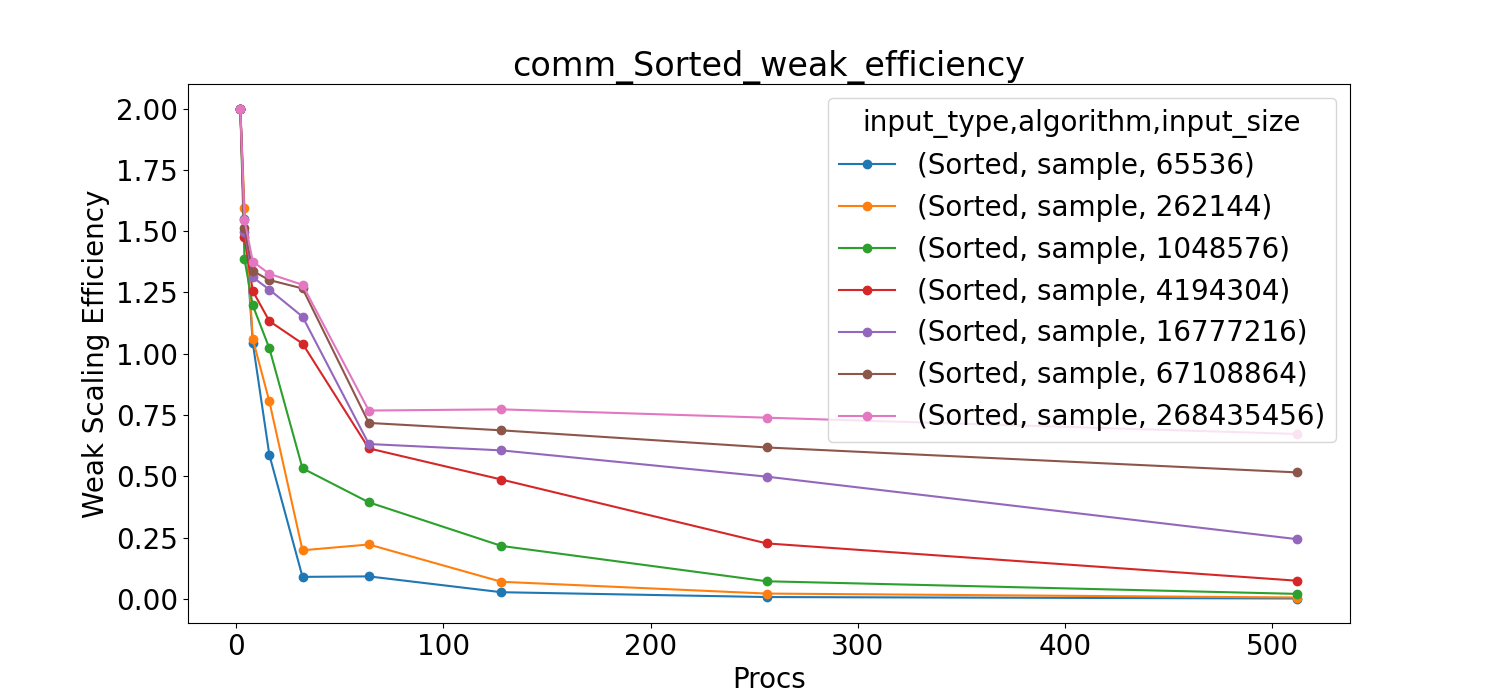 comm_Sorted_weak_efficiency
Weak Scaling Efficiency
2.00
1.75
1.50
1.25
1.00
0.75
0.50
0.25
0.00
input_type,algorithm,input_size
(Sorted, sample, 65536)
(Sorted, sample, 262144)
(Sorted, sample, 1048576)
(Sorted, sample, 4194304)
(Sorted, sample, 16777216)
(Sorted, sample, 67108864)
(Sorted, sample, 268435456)
0 100 200 300 400 500
Procs